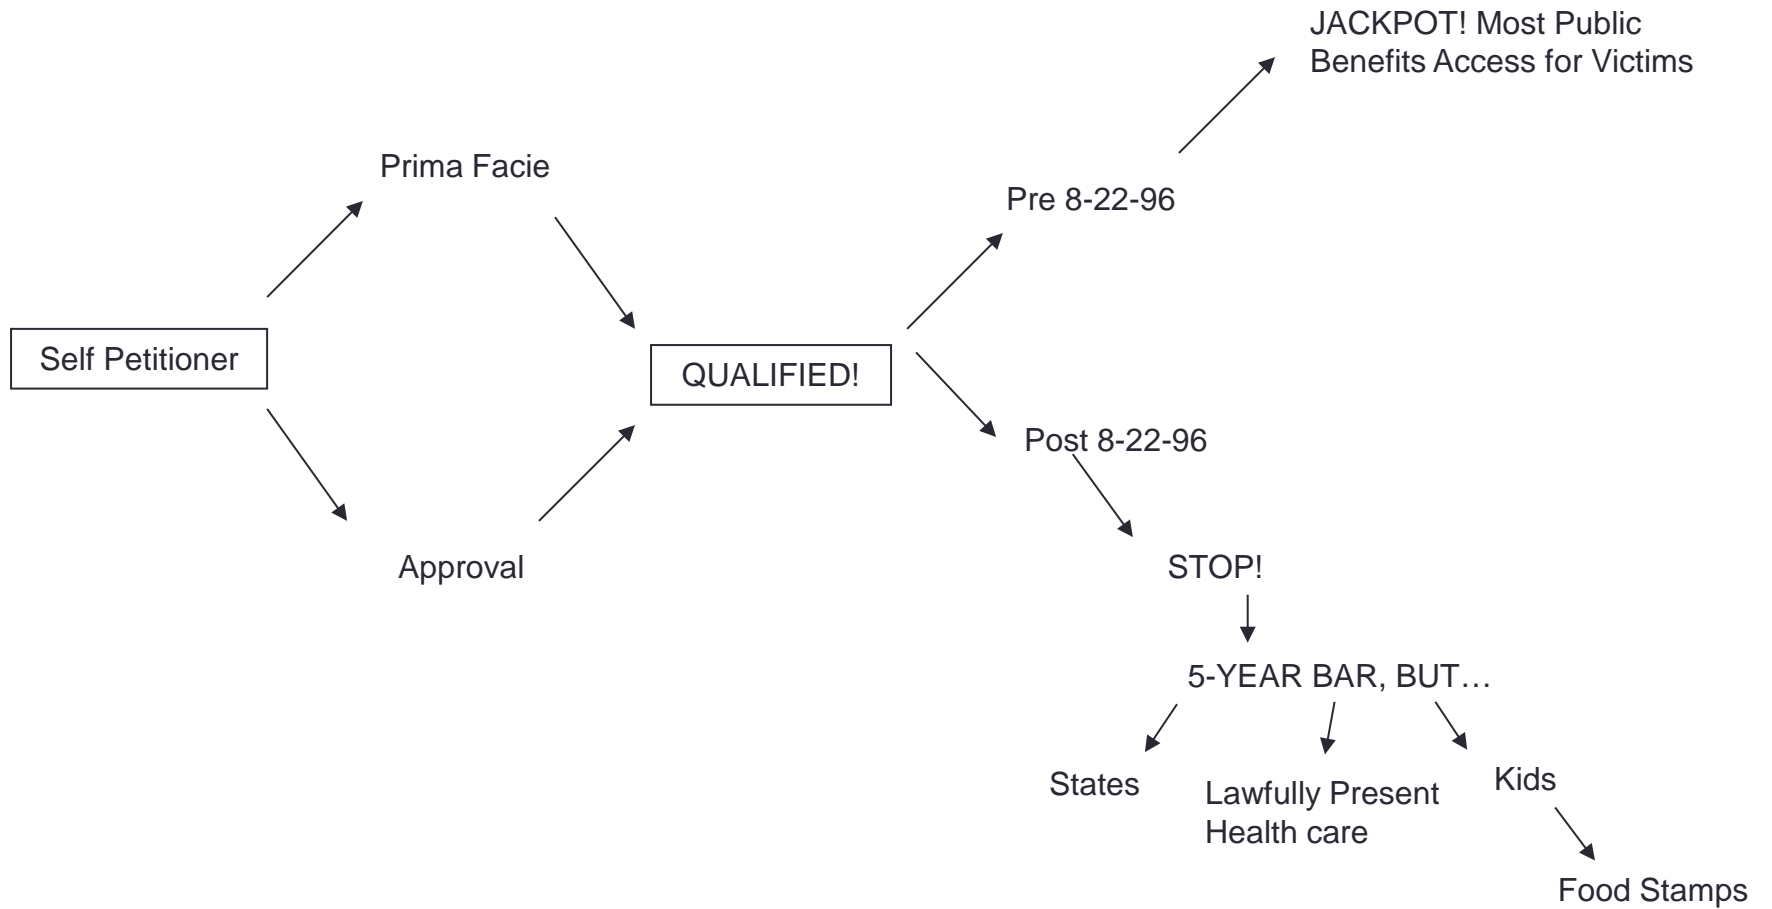 JACKPOT! Most Public
Benefits Access for Victims
Prima Facie
Pre 8-22-96
Self Petitioner
QUALIFIED!
Post 8-22-96
Approval
STOP!
5-YEAR BAR, BUT…
States
Lawfully Present
Health care
Kids
Food Stamps